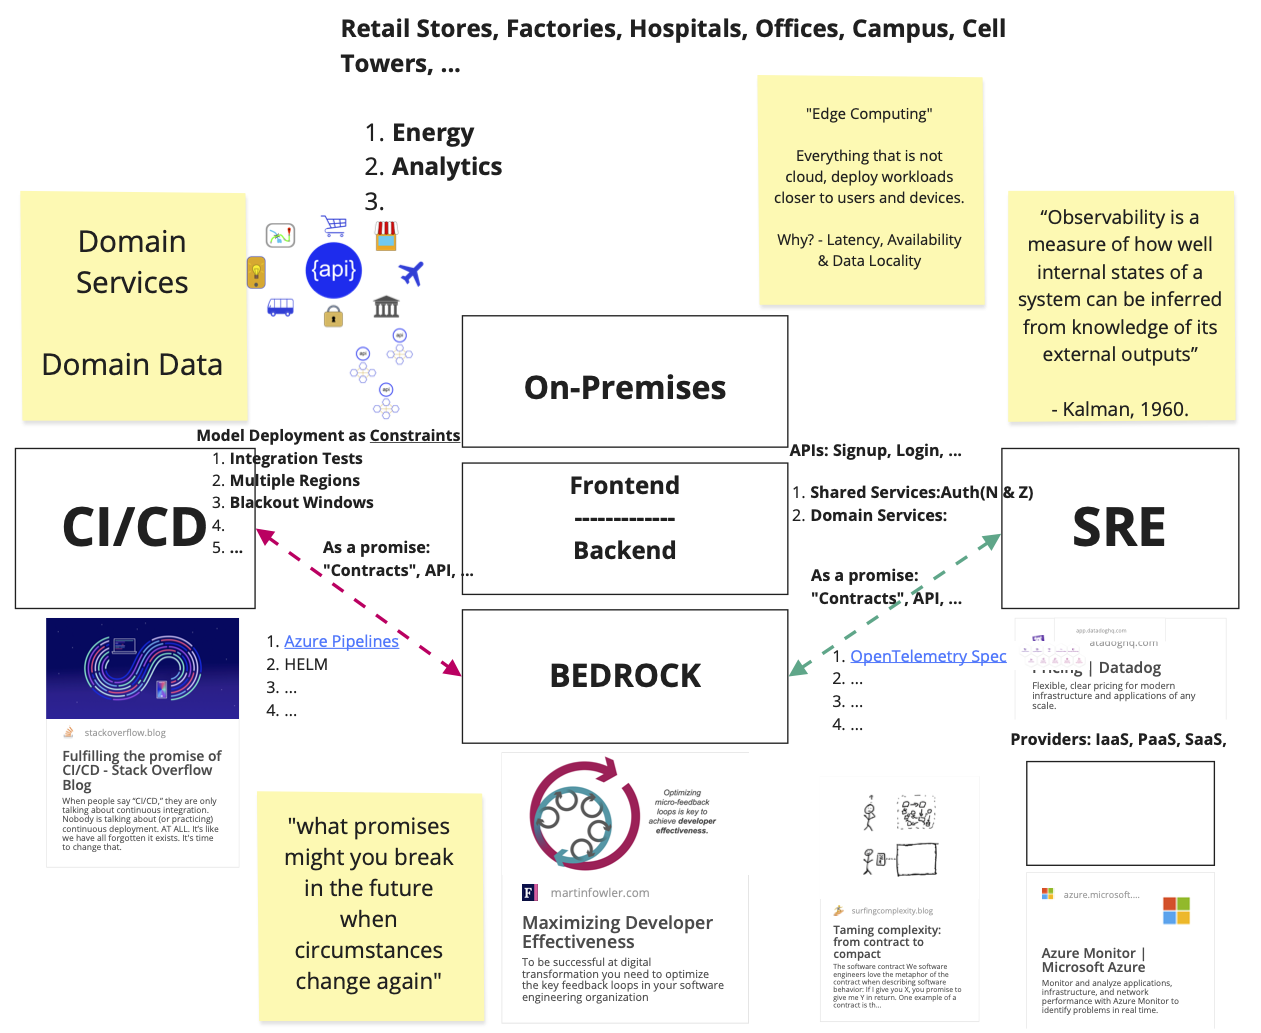 Retail Stores, Factories, Hospitals, Offices, Campus, Cell
Towers, ...
1. Energy
2. Analytics
3.
"Edge Computing"
Everything that is not
cloud, deploy workloads
closer to users and devices.
Why? - Latency, Availability
& Data Locality
Domain
Services
Domain Data
{api}
api
api
api
“Observability is a
measure of how well
internal states of a
system can be inferred
from knowledge of its
external outputs”
- Kalman, 1960.
On-Premises
Model Deployment as Constraints
1. Integration Tests
2. Multiple Regions
3. Blackout Windows
4.
5. ...
CI/CD
As a promise:
"Contracts", API, ...
Frontend
-------------
Backend
APIs: Signup, Login, ...
1. Shared Services:Auth(N & Z)
2. Domain Services:
SRE
As a promise:
"Contracts", API, ...
BEDROCK
1. Azure Pipelines
2. HELM
3. ...
4. ...
1. OpenTelemetry Spec
2. ...
3. ...
4. ...
stackoverflow.blog
Fulfilling the promise of
CI/CD - Stack Overflow
Blog
When people say “CI/CD,” they are only
talking about continuous integration.
Nobody is talking about (or practicing)
continuous deployment. AT ALL. It’s like
we have all forgotten it exists. It’s time
to change that.
app.datadoghq.com
atadoghq.com
Pricing | Datadog
Flexible, clear pricing for modern
infrastructure and applications of any
scale.
Providers: IaaS, PaaS, SaaS,
"what promises
might you break
in the future
when
circumstances
change again"
Optimizing
micro-feedback
loops is key to
achieve developer
effectiveness.
F
martinfowler.com
Maximizing Developer
Effectiveness
To be successful at digital
transformation you need to optimize
the key feedback loops in your software
engineering organization
surfingcomplexity.blog
Taming complexity:
from contract to
compact
The software contract We software
engineers love the metaphor of the
contract when describing software
behavior: If I give you X, you promise to
give me Y in return. One example of a
contract is th...
azure.microsoft....
Azure Monitor |
Microsoft Azure
Monitor and analyze applications,
infrastructure, and network
performance with Azure Monitor to
identify problems in real time.